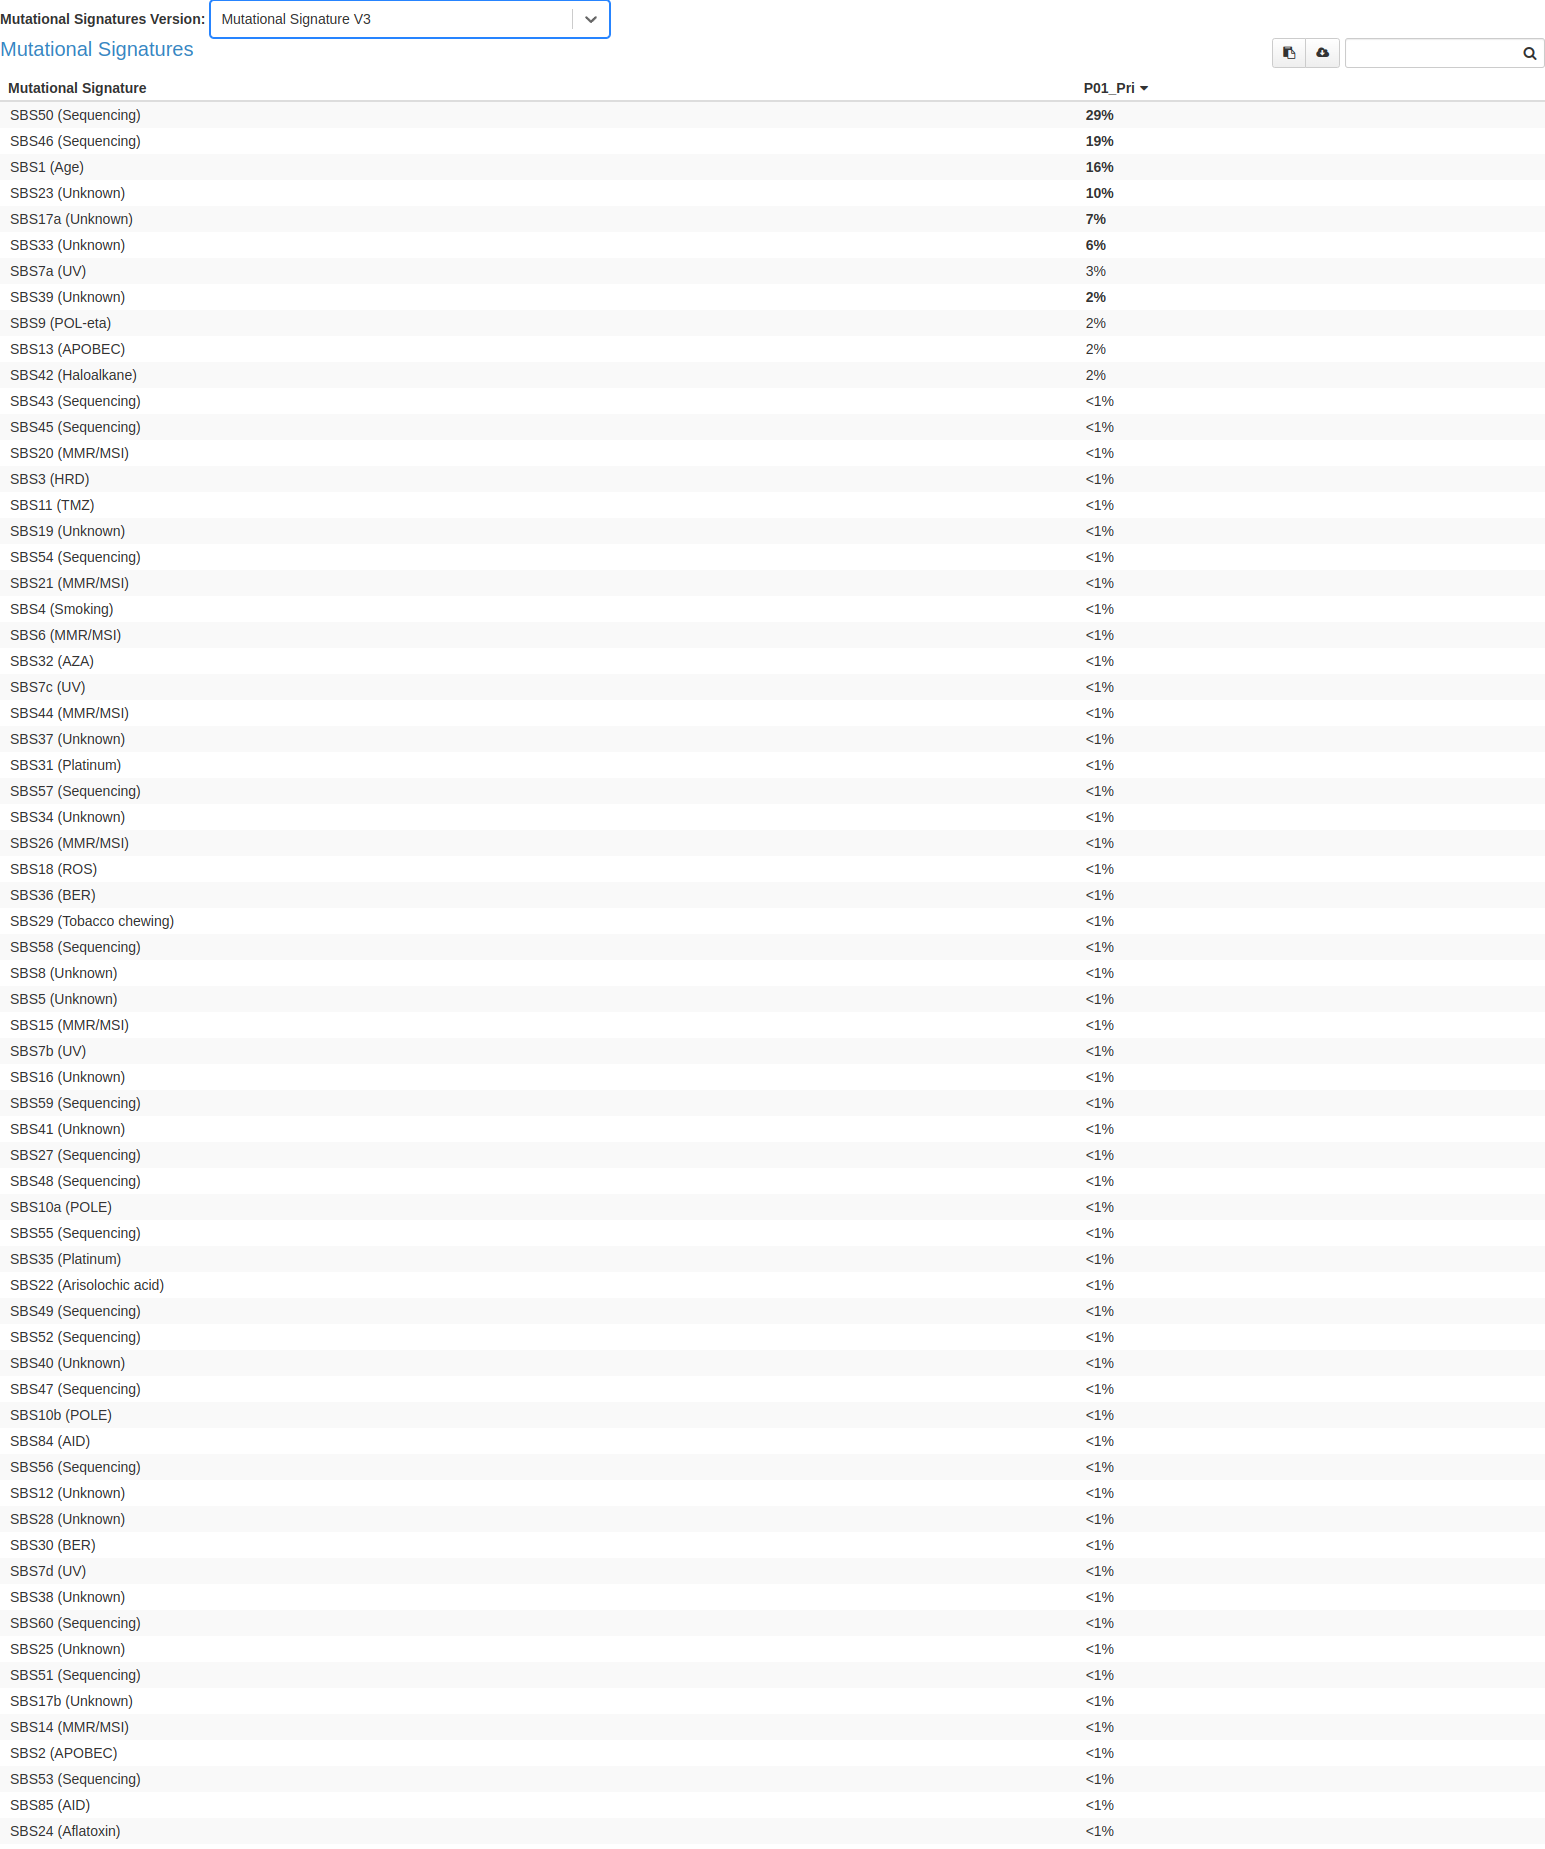 Mutational Signatures Version: Mutational Signature V3
Mutational Signatures
Mutational Signature P01_Pri
SBS50 (Sequencing) 29%
SBS46 (Sequencing) 19%
SBS1 (Age) 16%
SBS23 (Unknown) 10%
SBS17a (Unknown) 7%
SBS33 (Unknown) 6%
SBS7a (UV) 3%
SBS39 (Unknown) 2%
SBS9 (POL-eta) 2%
SBS13 (APOBEC) 2%
SBS42 (Haloalkane) 2%
SBS43 (Sequencing) <1%
SBS45 (Sequencing) <1%
SBS20 (MMR/MSI) <1%
SBS3 (HRD) <1%
SBS11 (TMZ) <1%
SBS19 (Unknown) <1%
SBS54 (Sequencing) <1%
SBS21 (MMR/MSI) <1%
SBS4 (Smoking) <1%
SBS6 (MMR/MSI) <1%
SBS32 (AZA) <1%
SBS7c (UV) <1%
SBS44 (MMR/MSI) <1%
SBS37 (Unknown) <1%
SBS31 (Platinum) <1%
SBS57 (Sequencing) <1%
SBS34 (Unknown) <1%
SBS26 (MMR/MSI) <1%
SBS18 (ROS) <1%
SBS36 (BER) <1%
SBS29 (Tobacco chewing) <1%
SBS58 (Sequencing) <1%
SBS8 (Unknown) <1%
SBS5 (Unknown) <1%
SBS15 (MMR/MSI) <1%
SBS7b (UV) <1%
SBS16 (Unknown) <1%
SBS59 (Sequencing) <1%
SBS41 (Unknown) <1%
SBS27 (Sequencing) <1%
SBS48 (Sequencing) <1%
SBS10a (POLE) <1%
SBS55 (Sequencing) <1%
SBS35 (Platinum) <1%
SBS22 (Arisolochic acid) <1%
SBS49 (Sequencing) <1%
SBS52 (Sequencing) <1%
SBS40 (Unknown) <1%
SBS47 (Sequencing) <1%
SBS10b (POLE) <1%
SBS84 (AID) <1%
SBS56 (Sequencing) <1%
SBS12 (Unknown) <1%
SBS28 (Unknown) <1%
SBS30 (BER) <1%
SBS7d (UV) <1%
SBS38 (Unknown) <1%
SBS60 (Sequencing) <1%
SBS25 (Unknown) <1%
SBS51 (Sequencing) <1%
SBS17b (Unknown) <1%
SBS14 (MMR/MSI) <1%
SBS2 (APOBEC) <1%
SBS53 (Sequencing) <1%
SBS85 (AID) <1%
SBS24 (Aflatoxin) <1%